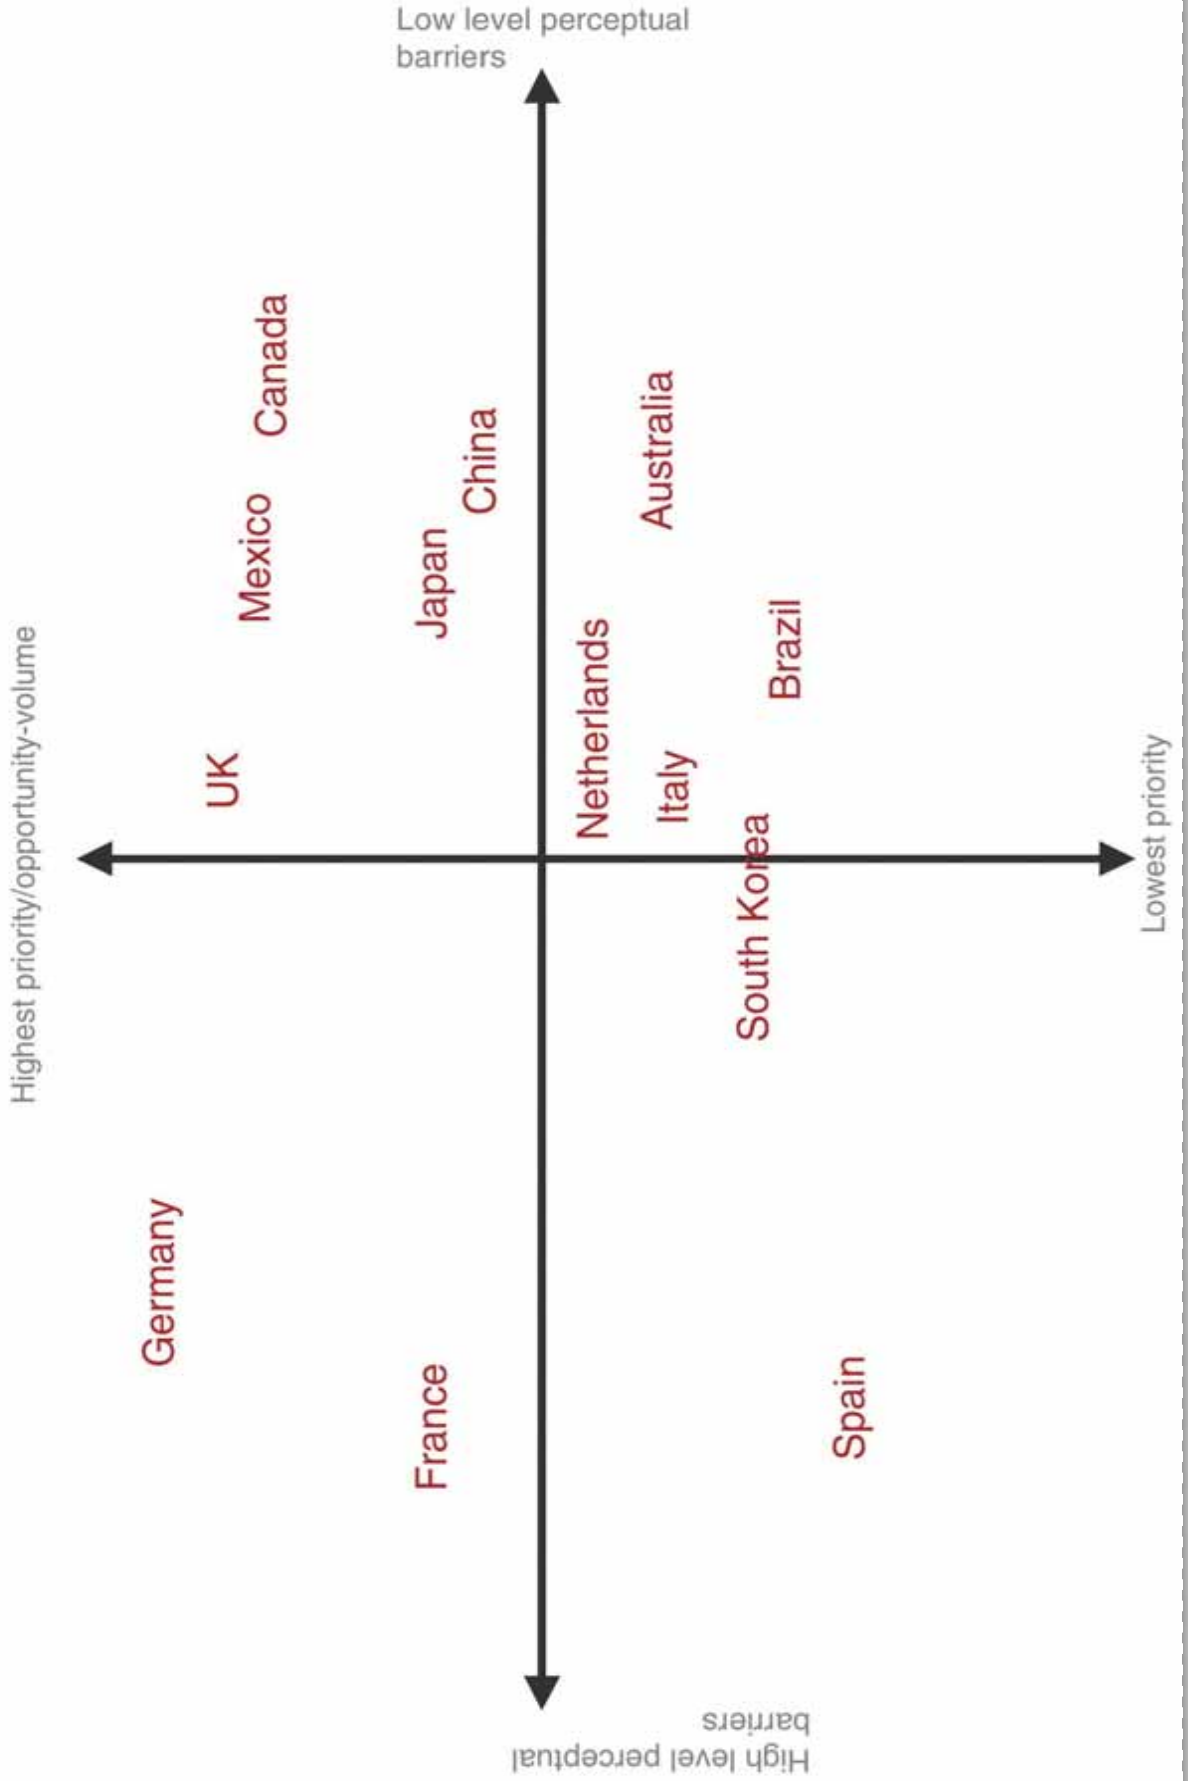 Highest priority/opportunity-volume
Low level perceptual
barriers
Germany
UK
Mexico
Canada
France
Japan
China
Netherlands
Italy
Australia
South Korea
Brazil
Spain
High level perceptual
barriers
Lowest priority